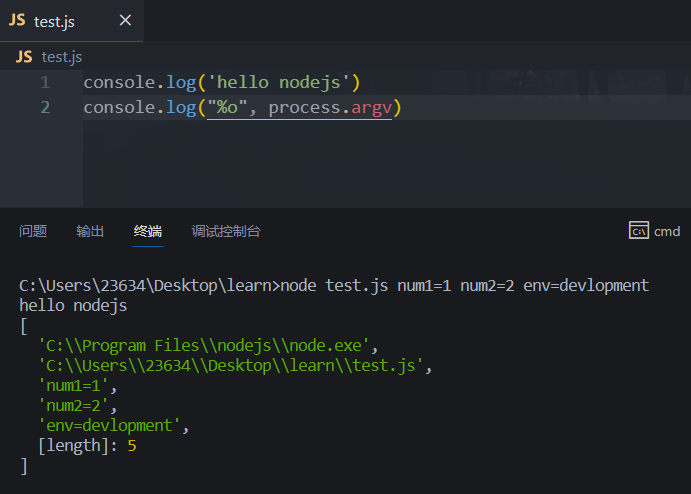 JS test.js ×
JS test.js
1 console.log('hello nodejs')
2 console.log("%o", process.argv)
问题 输出 终端 调试控制台 cmd
C:\Users\23634\Desktop\learn>node test.js num1=1 num2=2 env=devlopment
hello nodejs
[
  'C:\\Program Files\\nodejs\\node.exe',
  'C:\\Users\\23634\\Desktop\\learn\\test.js',
  'num1=1',
  'num2=2',
  'env=devlopment',
  [length]: 5
]